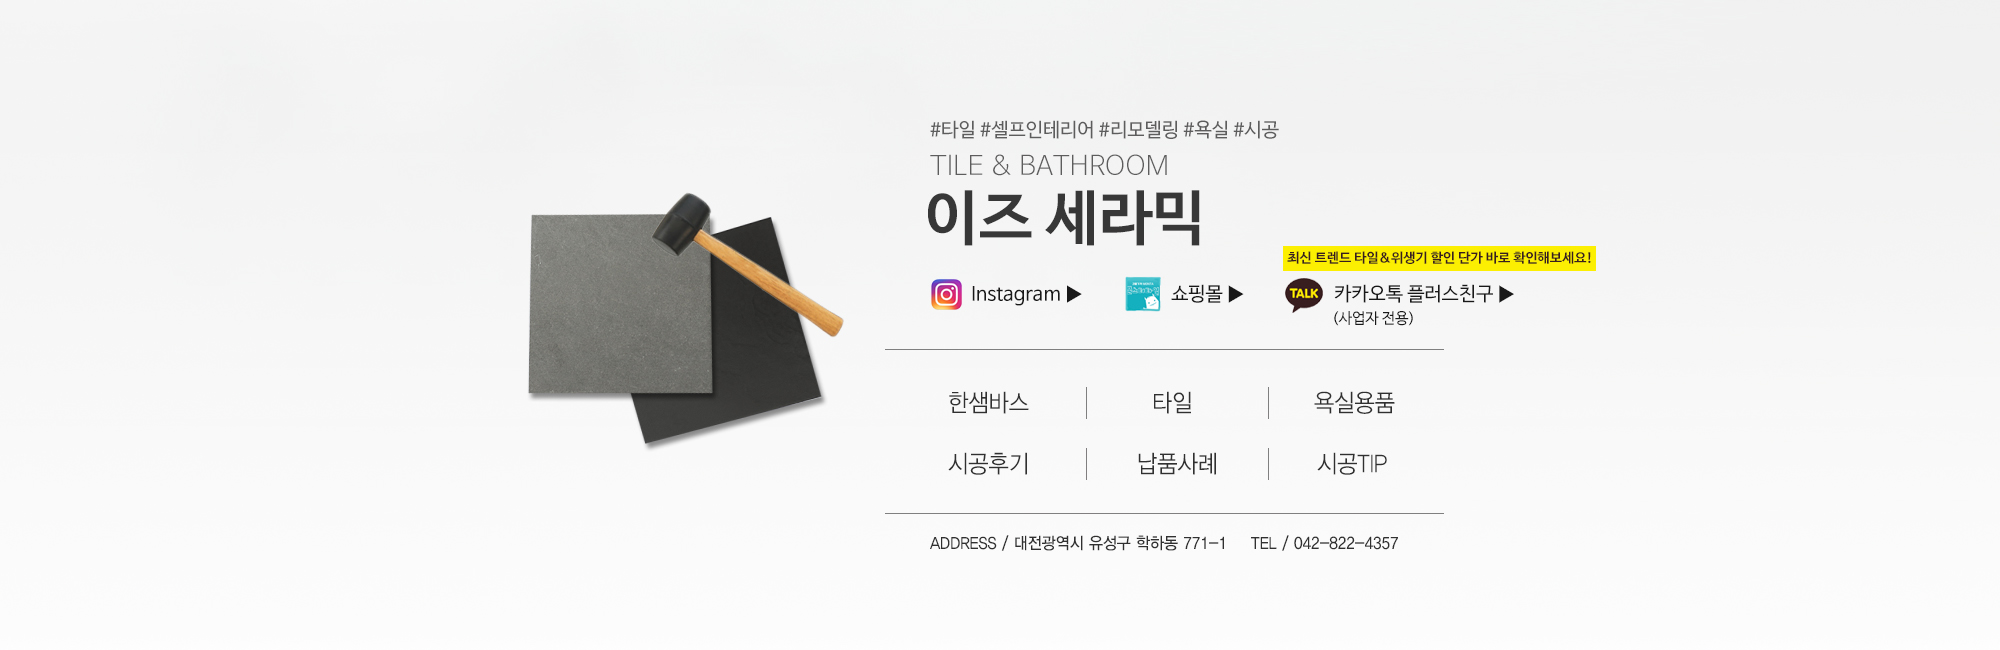 #타일 #셀프인테리어 #리모델링 #욕실 #시공
TILE & BATHROOM
이즈 세라믹
최신 트렌드 타일&위생기 할인 단가 바로 확인해보세요!
Instagram ▶
쇼핑몰 ▶
TALK 카카오톡 플러스친구 ▶
(사업자 전용)
한샘바스 타일 욕실용품
시공후기 납품사례 시공TIP
ADDRESS / 대전광역시 유성구 학하동 771-1 TEL / 042-822-4357